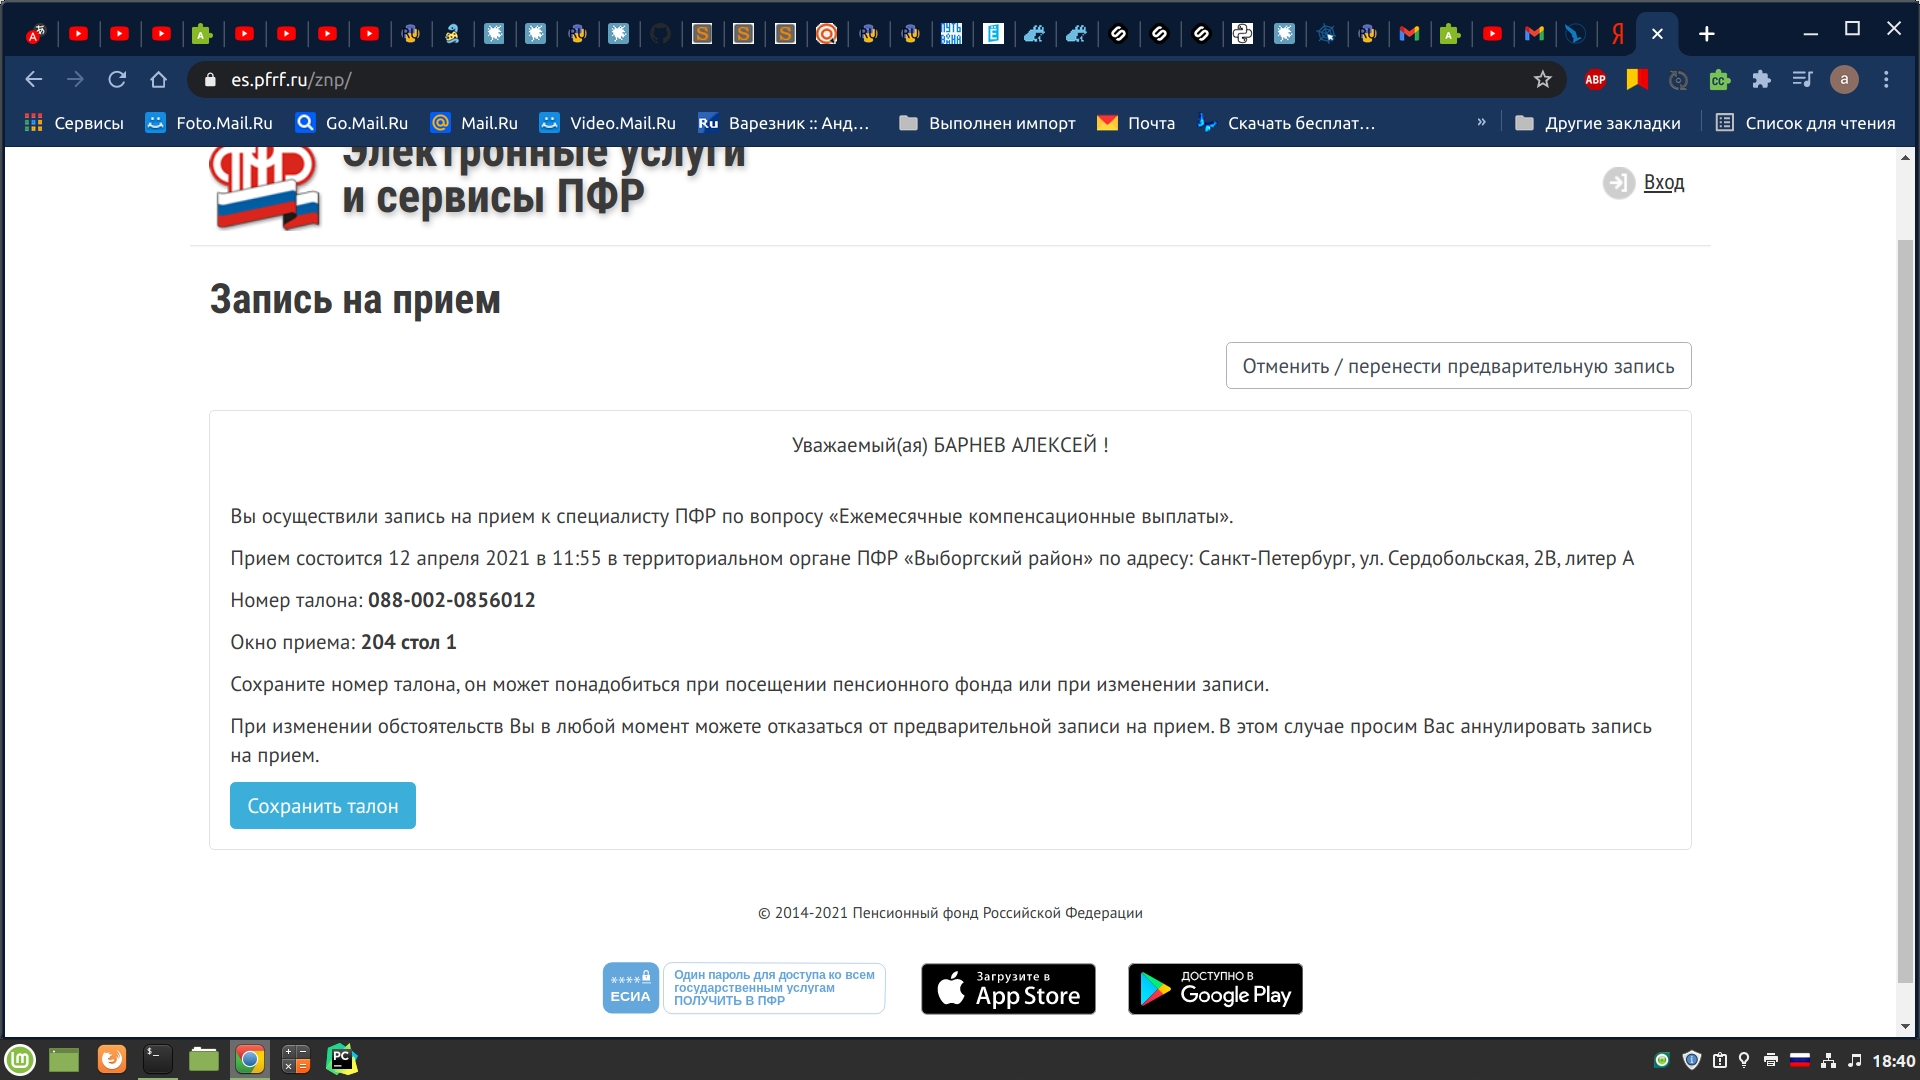 es.pfrf.ru/znp/
ABP
a
Сервисы
Foto.Mail.Ru
Go.Mail.Ru
Mail.Ru
Video.Mail.Ru
Ru
Варезник :: Анд...
Выполнен импорт
Почта
Скачать бесплат...
»
Другие закладки
Список для чтения
Электронные услуги
и сервисы ПФР
Вход
Запись на прием
Отменить / перенести предварительную запись
Уважаемый(ая) БАРНЕВ АЛЕКСЕЙ !
Вы осуществили запись на прием к специалисту ПФР по вопросу «Ежемесячные компенсационные выплаты».
Прием состоится 12 апреля 2021 в 11:55 в территориальном органе ПФР «Выборгский район» по адресу: Санкт-Петербург, ул. Сердобольская, 2В, литер А
Номер талона: 088-002-0856012
Окно приема: 204 стол 1
Сохраните номер талона, он может понадобиться при посещении пенсионного фонда или при изменении записи.
При изменении обстоятельств Вы в любой момент можете отказаться от предварительной записи на прием. В этом случае просим Вас аннулировать запись
на прием.
Сохранить талон
© 2014-2021 Пенсионный фонд Российской Федерации
****
ЕСИА
Один пароль для доступа ко всем
государственным услугам
ПОЛУЧИТЬ В ПФР
Загрузите в
App Store
ДОСТУПНО В
Google Play
PC
18:40